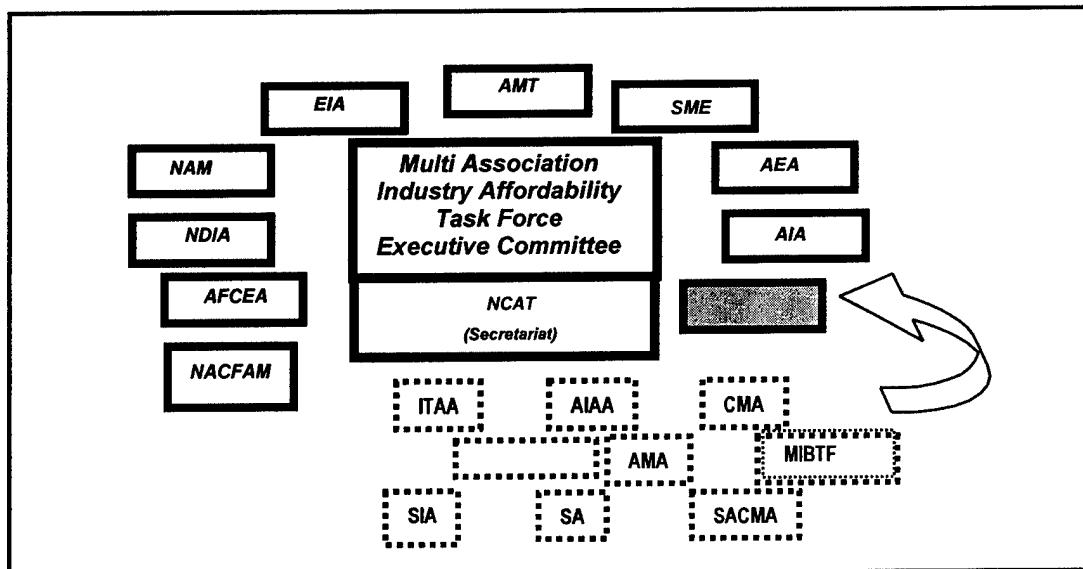 AMT
EIA
SME
NAM
Multi Association
Industry Affordability
Task Force
Executive Committee
AEA
NDIA
AIA
AFCEA
NCAT
(Secretariat)
NACFAM
ITAA
AIAA
CMA
AMA
MIBTF
SIA
SA
SACMA